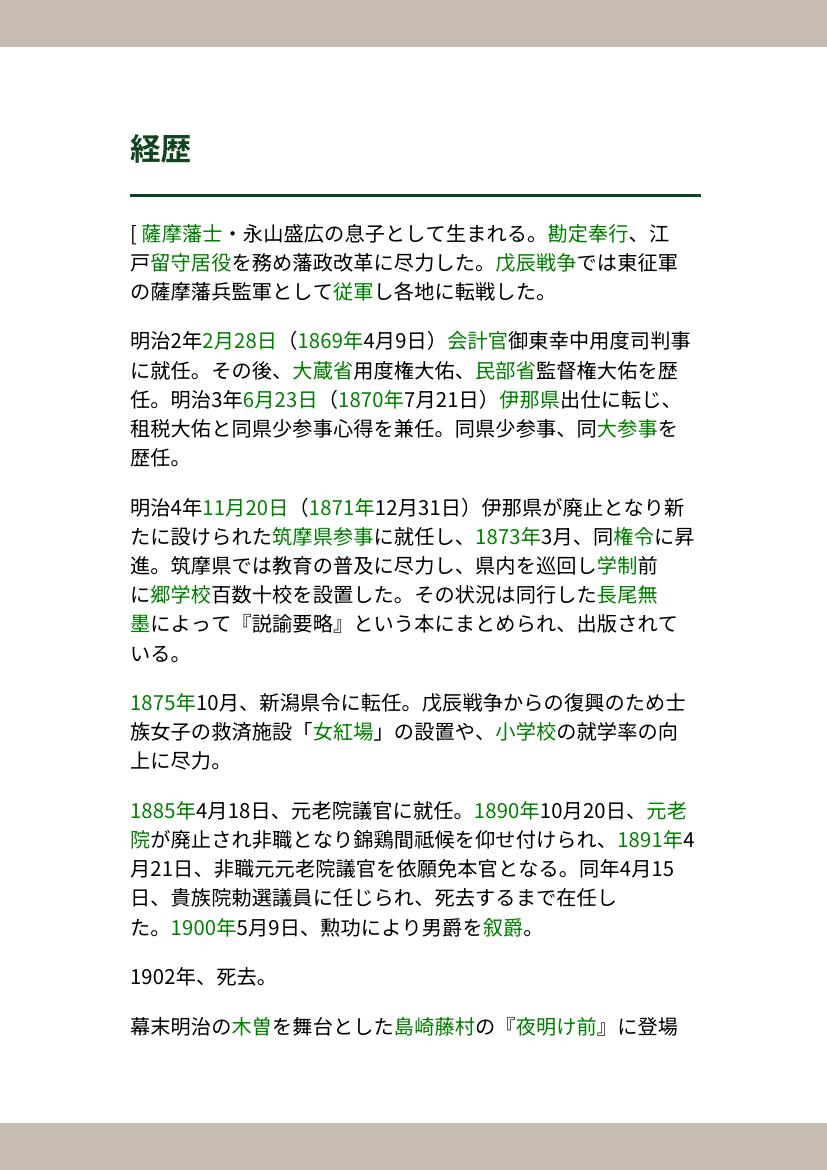 経歴
[ 薩摩藩士・永山盛広の息子として生まれる。勘定奉行、江
戸留守居役を務め藩政改革に尽力した。戊辰戦争では東征軍
の薩摩藩兵監軍として従軍し各地に転戦した。
明治2年2月28日（1869年4月9日）会計官御東幸中用度司判事
に就任。その後、大蔵省用度権大佑、民部省監督権大佑を歴
任。明治3年6月23日（1870年7月21日）伊那県出仕に転じ、
租税大佑と同県少参事心得を兼任。同県少参事、同大参事を
歴任。
明治4年11月20日（1871年12月31日）伊那県が廃止となり新
たに設けられた筑摩県参事に就任し、1873年3月、同権令に昇
進。筑摩県では教育の普及に尽力し、県内を巡回し学制前
に郷学校百数十校を設置した。その状況は同行した長尾無
墨によって『説諭要略』という本にまとめられ、出版されて
いる。
1875年10月、新潟県令に転任。戊辰戦争からの復興のため士
族女子の救済施設「女紅場」の設置や、小学校の就学率の向
上に尽力。
1885年4月18日、元老院議官に就任。1890年10月20日、元老
院が廃止され非職となり錦鶏間祗候を仰せ付けられ、1891年4
月21日、非職元元老院議官を依願免本官となる。同年4月15
日、貴族院勅選議員に任じられ、死去するまで在任し
た。1900年5月9日、勲功により男爵を叙爵。
1902年、死去。
幕末明治の木曽を舞台とした島崎藤村の『夜明け前』に登場